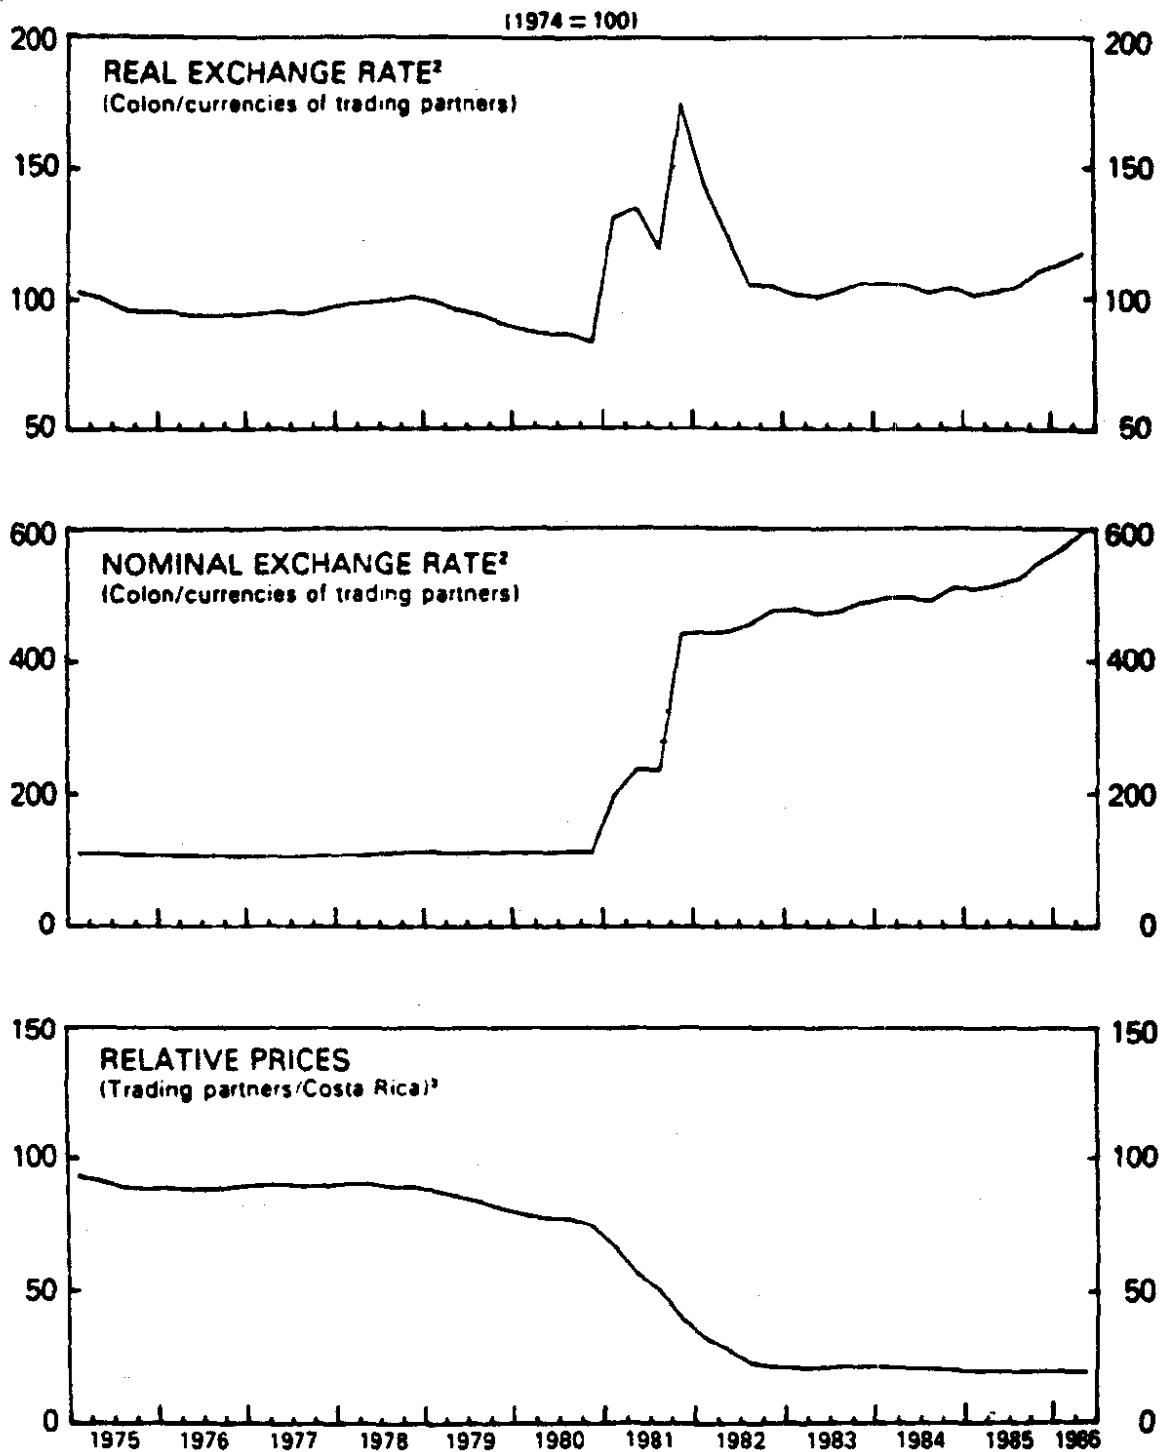 (1974 = 100)
200 200
REAL EXCHANGE RATE²
(Colon/currencies of trading partners)
150 150
100 100
50 50
600 600
NOMINAL EXCHANGE RATE²
(Colon/currencies of trading partners)
400 400
200 200
0 0
150 150
RELATIVE PRICES
(Trading partners/Costa Rica)³
100 100
50 50
0 0
1975 1976 1977 1978 1979 1980 1981 1982 1983 1984 1985 1986